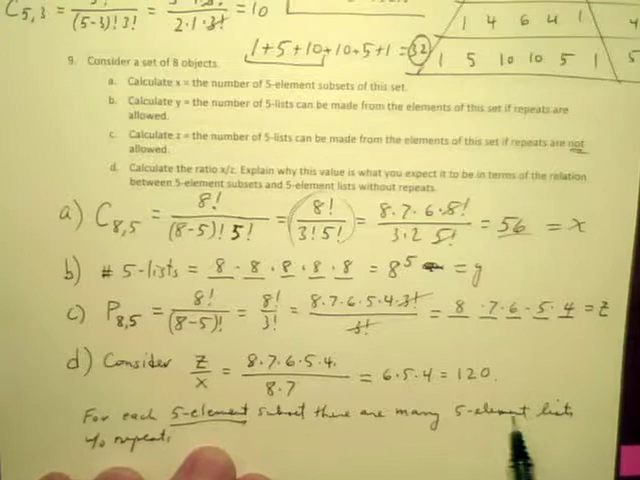 C5,3 = = = 10
(5-3)! 3! 2·1·3!
1 4 6 4 1 4
1+5+10+10+5+1 = 32 1 5 10 10 5 1 5
9. Consider a set of 8 objects.
a. Calculate x = the number of 5-element subsets of this set.
b. Calculate y = the number of 5-lists can be made from the elements of this set if repeats are
allowed.
c. Calculate z = the number of 5-lists can be made from the elements of this set if repeats are not
allowed.
d. Calculate the ratio x/z. Explain why this value is what you expect it to be in terms of the relation
between 5-element subsets and 5-element lists without repeats.
a) C8,5 = 8!/(8-5)! 5! = 8!/3! 5! = 8·7·6·5!/3·2 5! = 56 = x
b) # 5-lists = 8 · 8 · 8 · 8 · 8 = 8^5 = y
c) P8,5 = 8!/(8-5)! = 8!/3! = 8·7·6·5·4·3!/3! = 8 · 7 · 6 · 5 · 4 = z
d) Consider z/x = 8·7·6·5·4/8·7 = 6·5·4 = 120.
For each 5-element subset there are many 5-element lists
w/o repeats